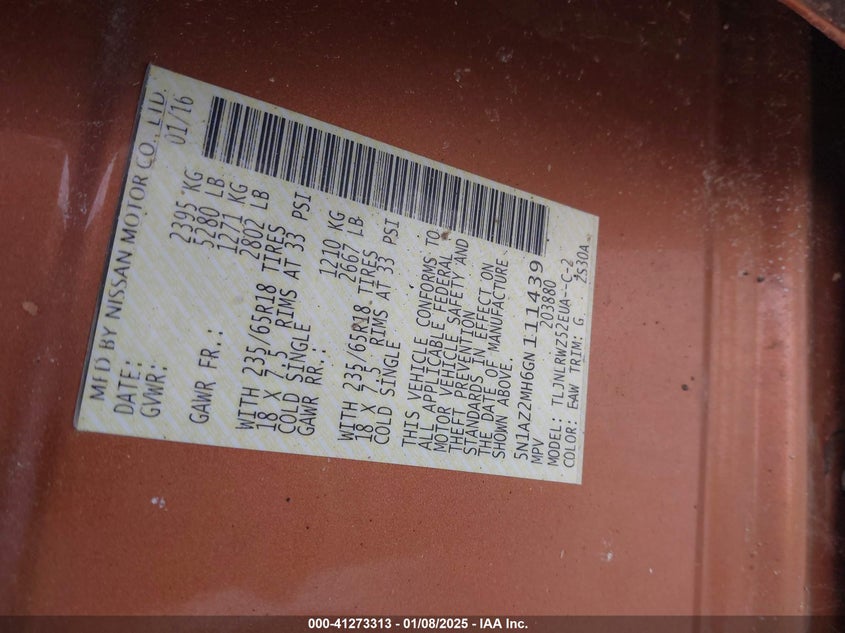 MFD BY NISSAN MOTOR CO., LTD.
DATE: 01/16
GVWR: 2395 KG
5280 LB
GAWR FR.: 1271 KG
2802 LB
WITH 235/65R18 TIRES
18 X 7.5 RIMS AT 33 PSI
COLD SINGLE
GAWR RR.: 1210 KG
2667 LB
WITH 235/65R18 TIRES
18 X 7.5 RIMS AT 33 PSI
COLD SINGLE
THIS VEHICLE CONFORMS TO
ALL APPLICABLE FEDERAL
MOTOR VEHICLE SAFETY AND
THEFT PREVENTION
STANDARDS IN EFFECT ON
THE DATE OF MANUFACTURE
SHOWN ABOVE.
5N1AZ2MH6GN111439
MPV 203880
MODEL: TLJNLRWZ52EUA--C-2
COLOR: EAW TRIM: G 2S30A
000-41273313 - 01/08/2025 - IAA Inc.